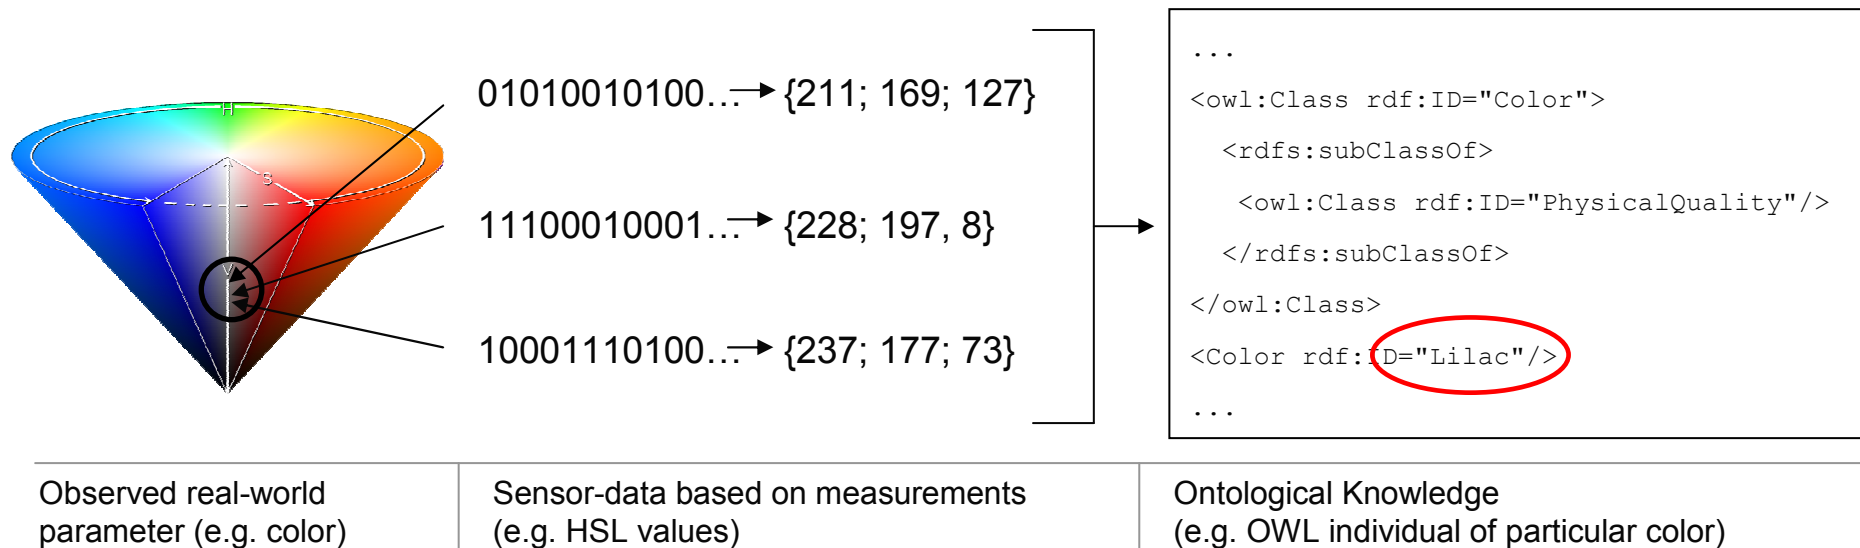 H
S
V
01010010100... {211; 169; 127}
11100010001... {228; 197, 8}
10001110100... {237; 177; 73}
...
<owl:Class rdf:ID="Color">
<rdfs:subClassOf>
<owl:Class rdf:ID="PhysicalQuality"/>
</rdfs:subClassOf>
</owl:Class>
<Color rdf:ID="Lilac"/>
...
Observed real-world
parameter (e.g. color)
Sensor-data based on measurements
(e.g. HSL values)
Ontological Knowledge
(e.g. OWL individual of particular color)